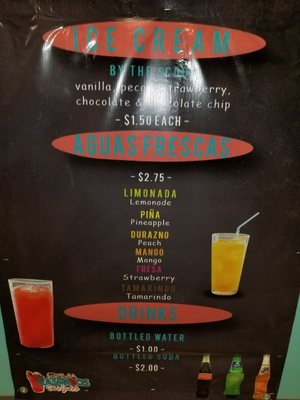 ICE CREAM
BY THE SCOOP
vanilla, pecan, strawberry,
chocolate & chocolate chip
- $1.50 EACH -
AGUAS FRESCAS
- $2.75 -
LIMONADA
Lemonade
PIÑA
Pineapple
DURAZNO
Peach
MANGO
Mango
FRESA
Strawberry
TAMARINDO
Tamarindo
DRINKS
BOTTLED WATER
- $1.00 -
BOTTLED SODA
- $2.00 -